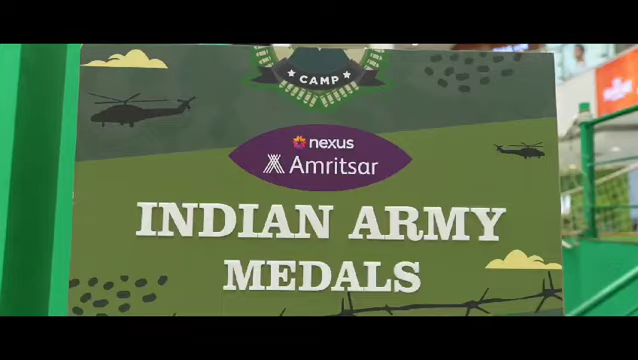 CAMP
nexus
Amritsar
INDIAN ARMY
MEDALS